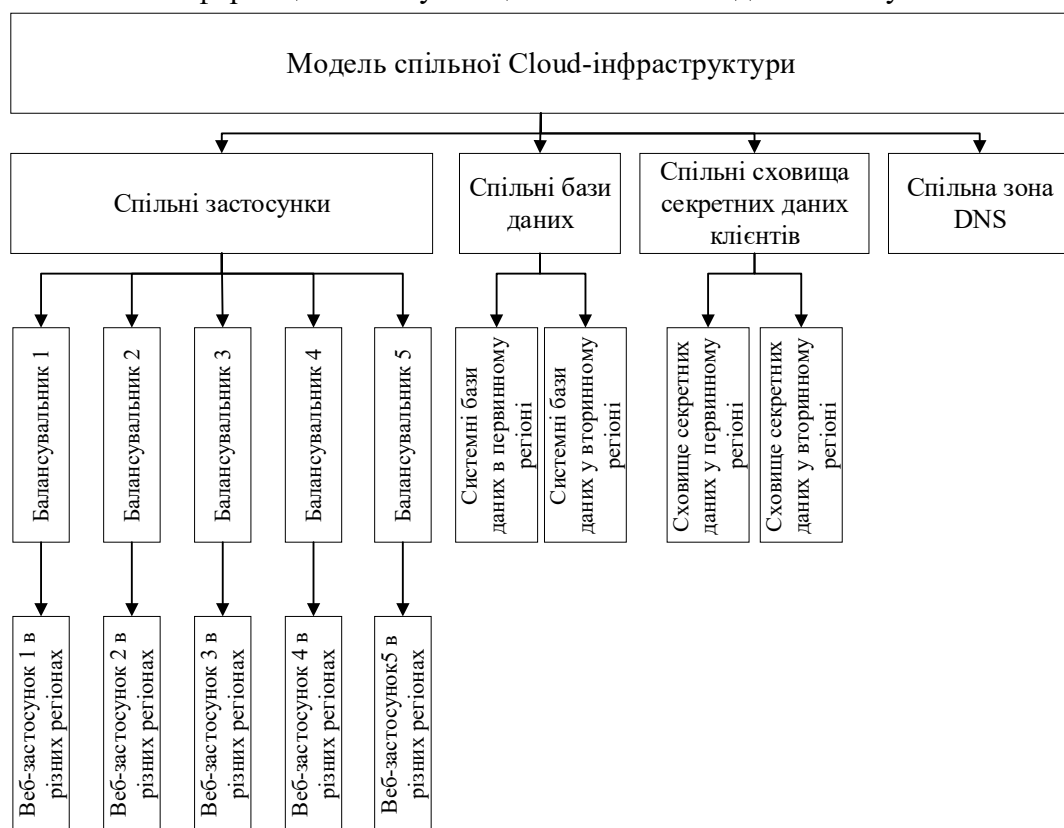 Модель спільної Cloud-інфраструктури
Спільні застосунки
Спільні бази
даних
Спільні сховища
секретних даних
клієнтів
Спільна зона
DNS
Балансувальник 1
Балансувальник 2
Балансувальник 3
Балансувальник 4
Балансувальник 5
Системні бази
даних в первинному
регіоні
Системні бази
даних у вторинному
регіоні
Сховище секретних
даних у первинному
регіоні
Сховище секретних
даних у вторинному
регіоні
Веб-застосунок 1 в
різних регіонах
Веб-застосунок 2 в
різних регіонах
Веб-застосунок 3 в
різних регіонах
Веб-застосунок 4 в
різних регіонах
Веб-застосунок5 в
різних регіонах